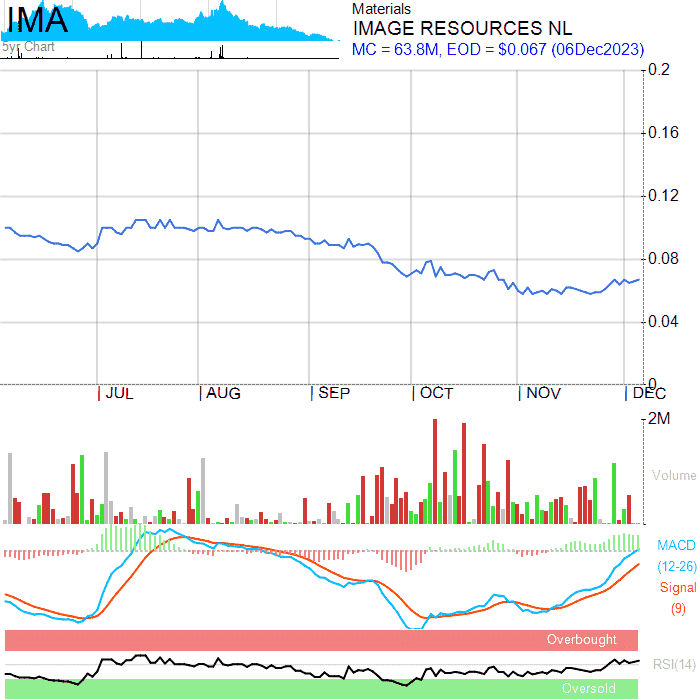 IMA
5yr Chart
Materials
IMAGE RESOURCES NL
MC = 63.8M, EOD = $0.067 (06Dec2023)
0.2
0.16
0.12
0.08
0.04
0
JUL AUG SEP OCT NOV DEC
2M
Volume
MACD
(12-26)
Signal
(9)
Overbought
RSI(14)
Oversold